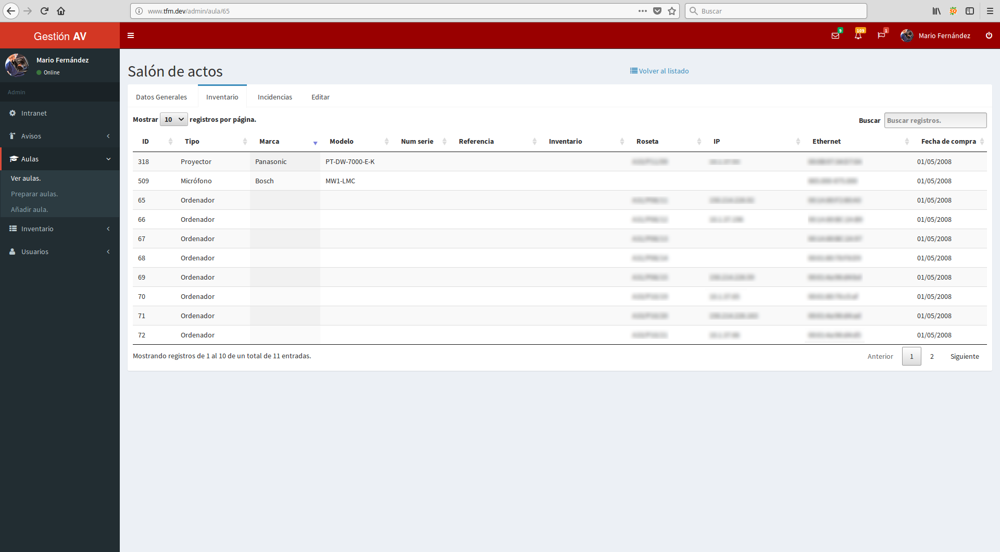 www.tfm.dev/admin/aula/65
Buscar
Gestión AV
9
109
1
Mario Fernández
Mario Fernández
Online
Admin
Intranet
Avisos
Aulas
Ver aulas.
Preparar aulas.
Añadir aula.
Inventario
Usuarios
Salón de actos
Volver al listado
Datos Generales Inventario Incidencias Editar
Mostrar 10 registros por página.
Buscar Buscar registros.
ID Tipo Marca Modelo Num serie Referencia Inventario Roseta IP Ethernet Fecha de compra
318 Proyector Panasonic PT-DW-7000-E-K 01/05/2008
509 Micrófono Bosch MW1-LMC 01/05/2008
65 Ordenador 01/05/2008
66 Ordenador 01/05/2008
67 Ordenador 01/05/2008
68 Ordenador 01/05/2008
69 Ordenador 01/05/2008
70 Ordenador 01/05/2008
71 Ordenador 01/05/2008
72 Ordenador 01/05/2008
Mostrando registros de 1 al 10 de un total de 11 entradas.
Anterior 1 2 Siguiente